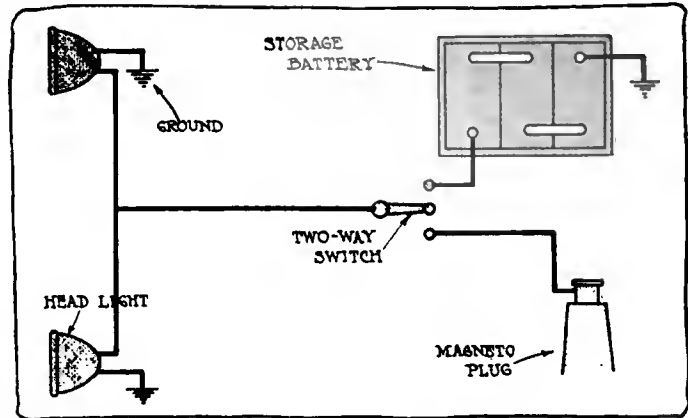 STORAGE
BATTERY
GROUND
TWO-WAY
SWITCH
HEAD LIGHT
MAGNETO
PLUG